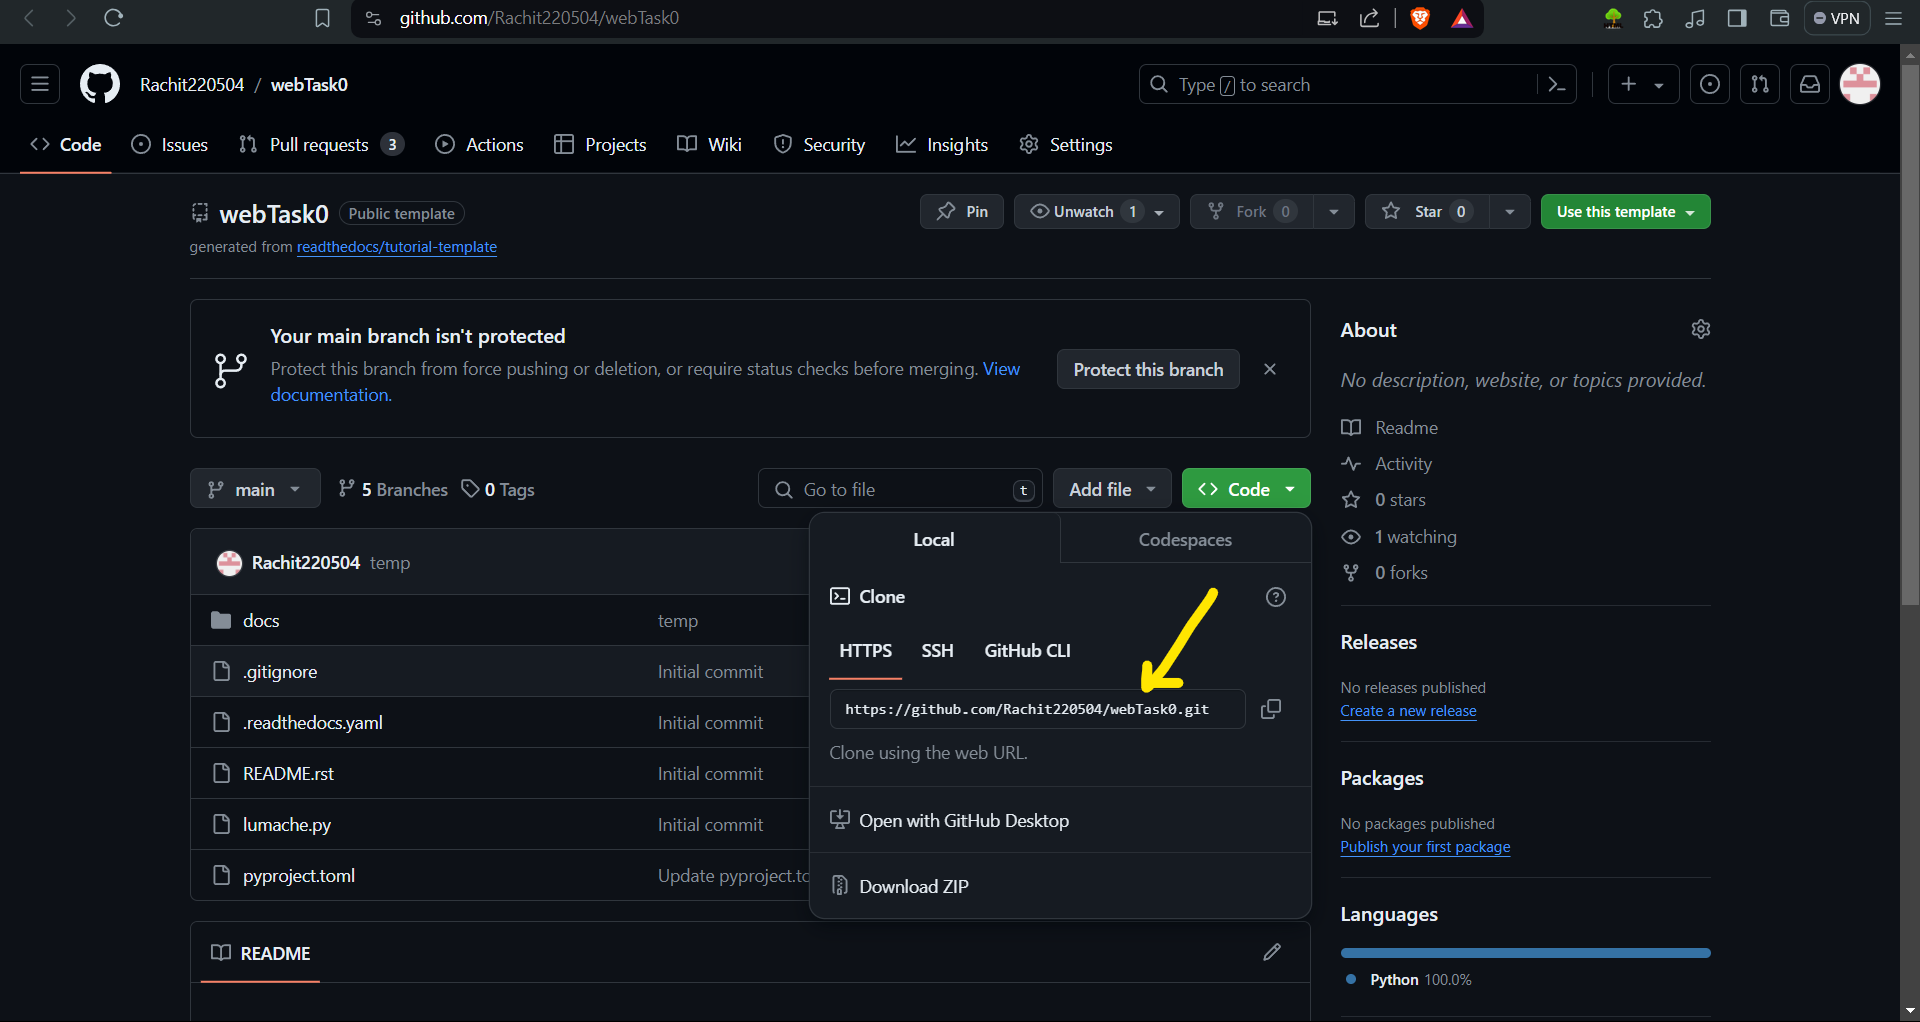 github.com/Rachit220504/webTask0
VPN
Rachit220504 / webTask0
Type / to search
Code Issues Pull requests 3 Actions Projects Wiki Security Insights Settings
webTask0 Public template
Pin Unwatch 1 Fork 0 Star 0 Use this template
generated from readthedocs/tutorial-template
Your main branch isn't protected
Protect this branch from force pushing or deletion, or require status checks before merging. View
documentation.
Protect this branch
main 5 Branches 0 Tags
Go to file t Add file Code
Rachit220504 temp
docs temp
.gitignore Initial commit
.readthedocs.yaml Initial commit
README.rst Initial commit
lumache.py Initial commit
pyproject.toml Update pyproject.to
Local Codespaces
Clone
HTTPS SSH GitHub CLI
https://github.com/Rachit220504/webTask0.git
Clone using the web URL.
Open with GitHub Desktop
Download ZIP
README
About
No description, website, or topics provided.
Readme
Activity
0 stars
1 watching
0 forks
Releases
No releases published
Create a new release
Packages
No packages published
Publish your first package
Languages
Python 100.0%